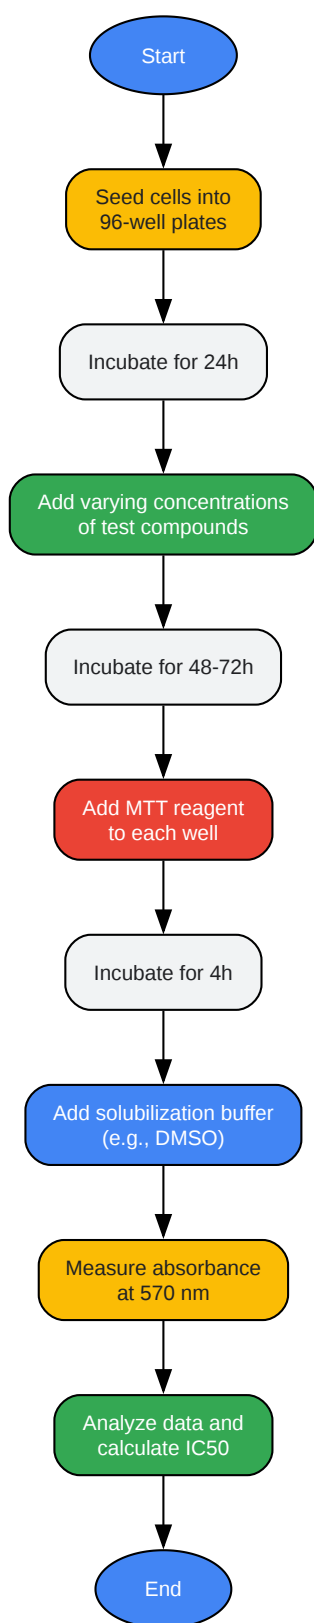 Start
Seed cells into
96-well plates
Incubate for 24h
Add varying concentrations
of test compounds
Incubate for 48-72h
Add MTT reagent
to each well
Incubate for 4h
Add solubilization buffer
(e.g., DMSO)
Measure absorbance
at 570 nm
Analyze data and
calculate IC50
End